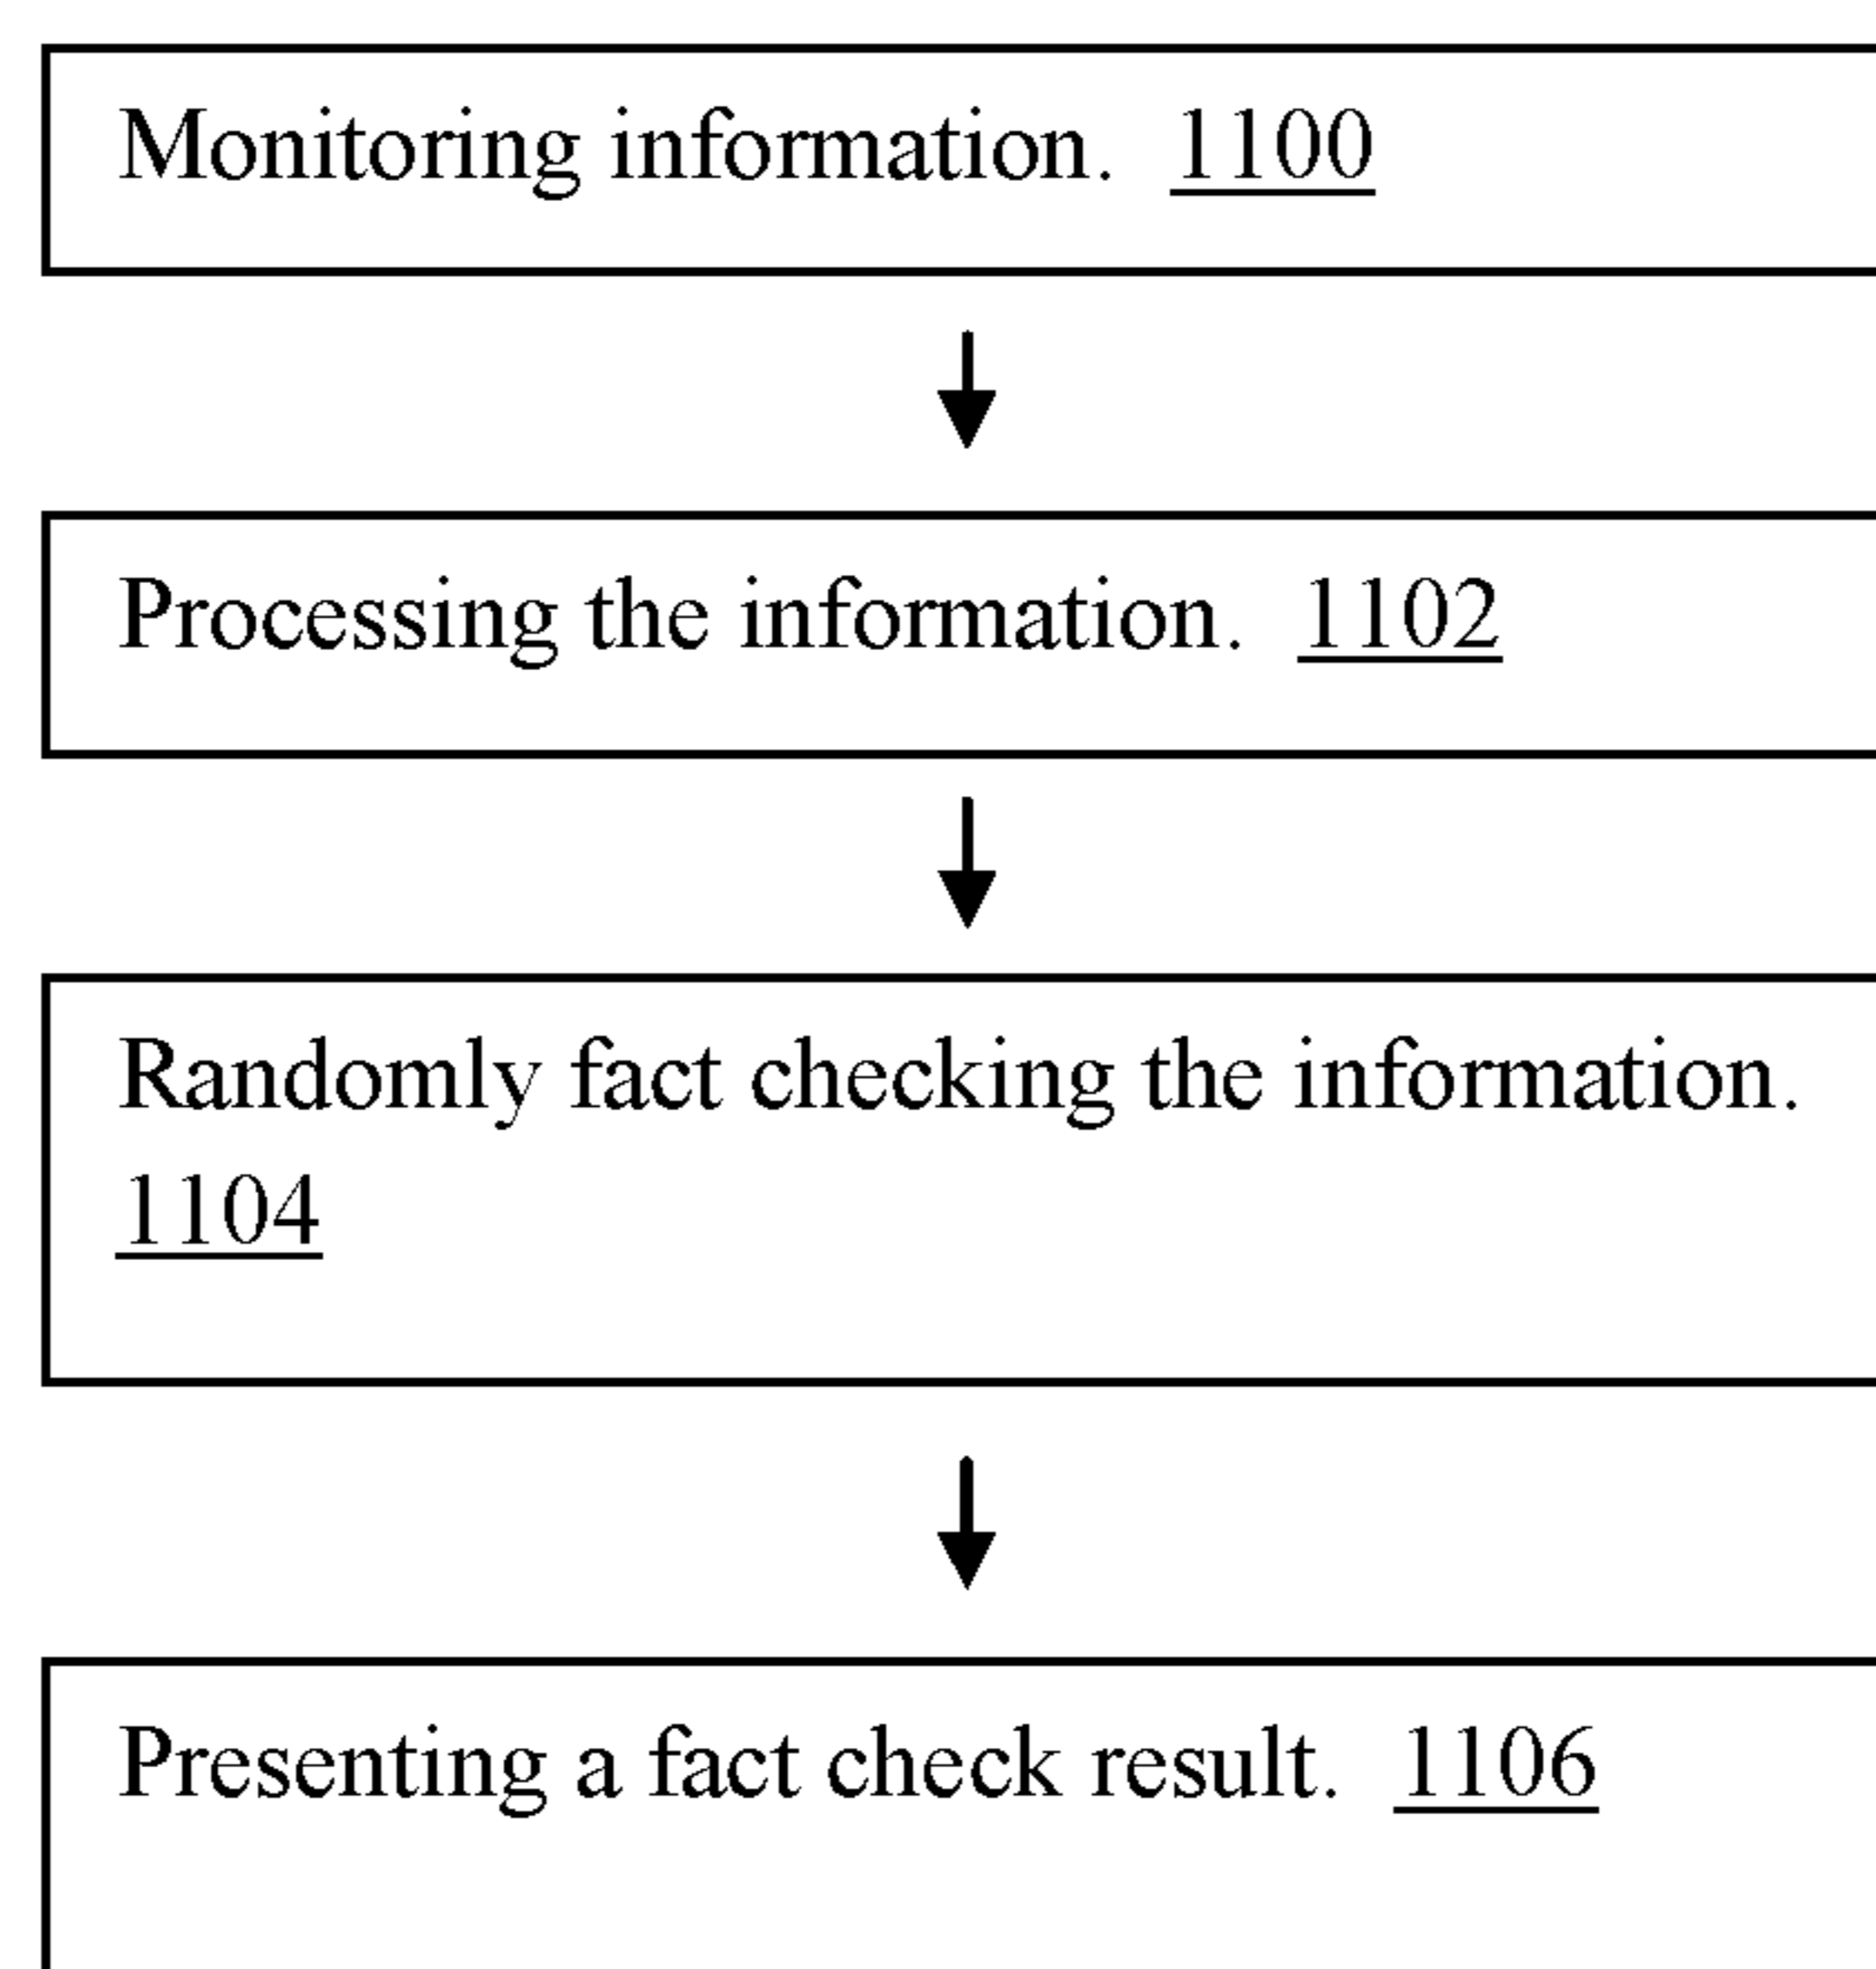 Monitoring information. 1100
Processing the information. 1102
Randomly fact checking the information.
1104
Presenting a fact check result. 1106